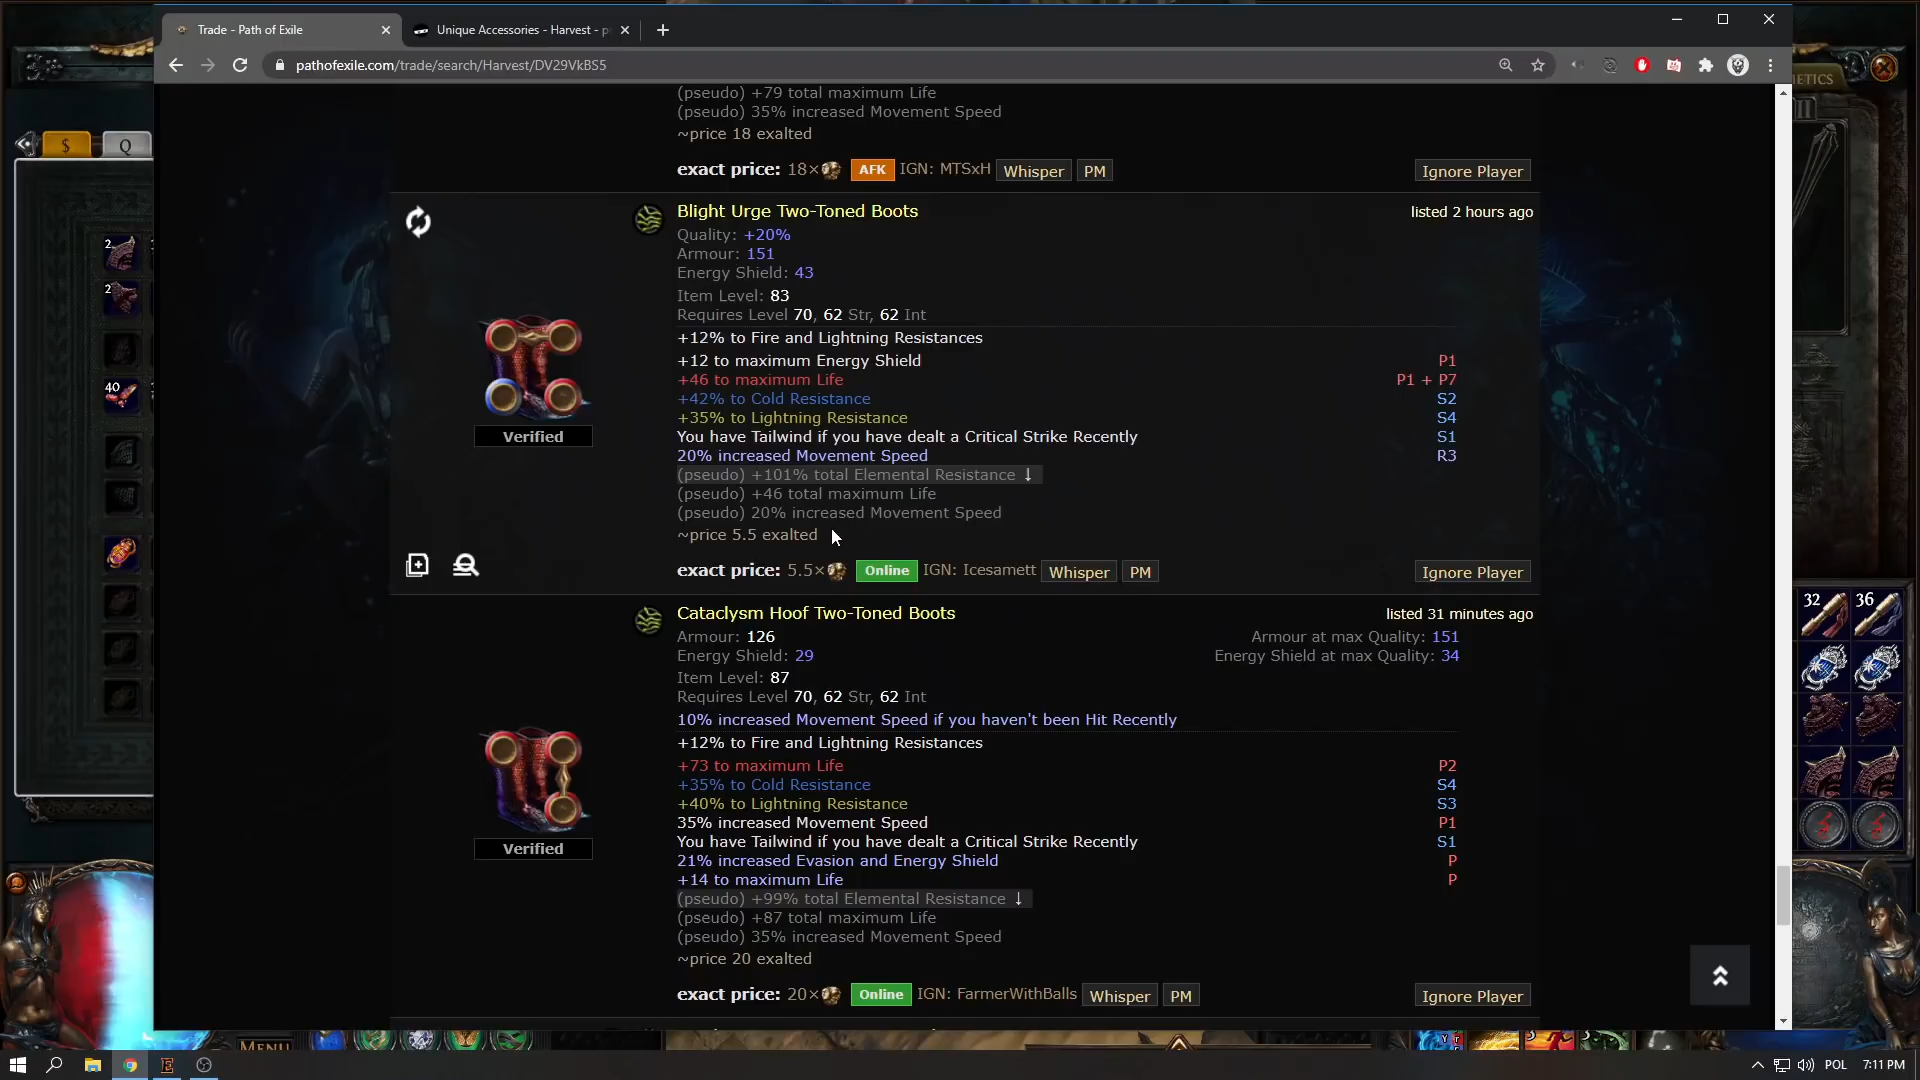 Trade - Path of Exile
Unique Accessories - Harvest - p
pathofexile.com/trade/search/Harvest/DV29VkBS5
(pseudo) +79 total maximum Life
(pseudo) 35% increased Movement Speed
~price 18 exalted
exact price: 18× AFK IGN: MTSxH Whisper PM Ignore Player
$ Q
Blight Urge Two-Toned Boots listed 2 hours ago
Quality: +20%
Armour: 151
Energy Shield: 43
Item Level: 83
Requires Level 70, 62 Str, 62 Int
+12% to Fire and Lightning Resistances
+12 to maximum Energy Shield P1
+46 to maximum Life P1 + P7
+42% to Cold Resistance S2
+35% to Lightning Resistance S4
You have Tailwind if you have dealt a Critical Strike Recently S1
20% increased Movement Speed R3
(pseudo) +101% total Elemental Resistance ↓
(pseudo) +46 total maximum Life
(pseudo) 20% increased Movement Speed
~price 5.5 exalted
Verified
exact price: 5.5× Online IGN: Icesamett Whisper PM Ignore Player
Cataclysm Hoof Two-Toned Boots listed 31 minutes ago
Armour: 126 Armour at max Quality: 151
Energy Shield: 29 Energy Shield at max Quality: 34
Item Level: 87
Requires Level 70, 62 Str, 62 Int
10% increased Movement Speed if you haven't been Hit Recently
+12% to Fire and Lightning Resistances
+73 to maximum Life P2
+35% to Cold Resistance S4
+40% to Lightning Resistance S3
35% increased Movement Speed P1
You have Tailwind if you have dealt a Critical Strike Recently S1
21% increased Evasion and Energy Shield P
+14 to maximum Life P
(pseudo) +99% total Elemental Resistance ↓
(pseudo) +87 total maximum Life
(pseudo) 35% increased Movement Speed
~price 20 exalted
Verified
exact price: 20× Online IGN: FarmerWithBalls Whisper PM Ignore Player
2
2
40
32 36
METICS
MENU
POL 7:11 PM